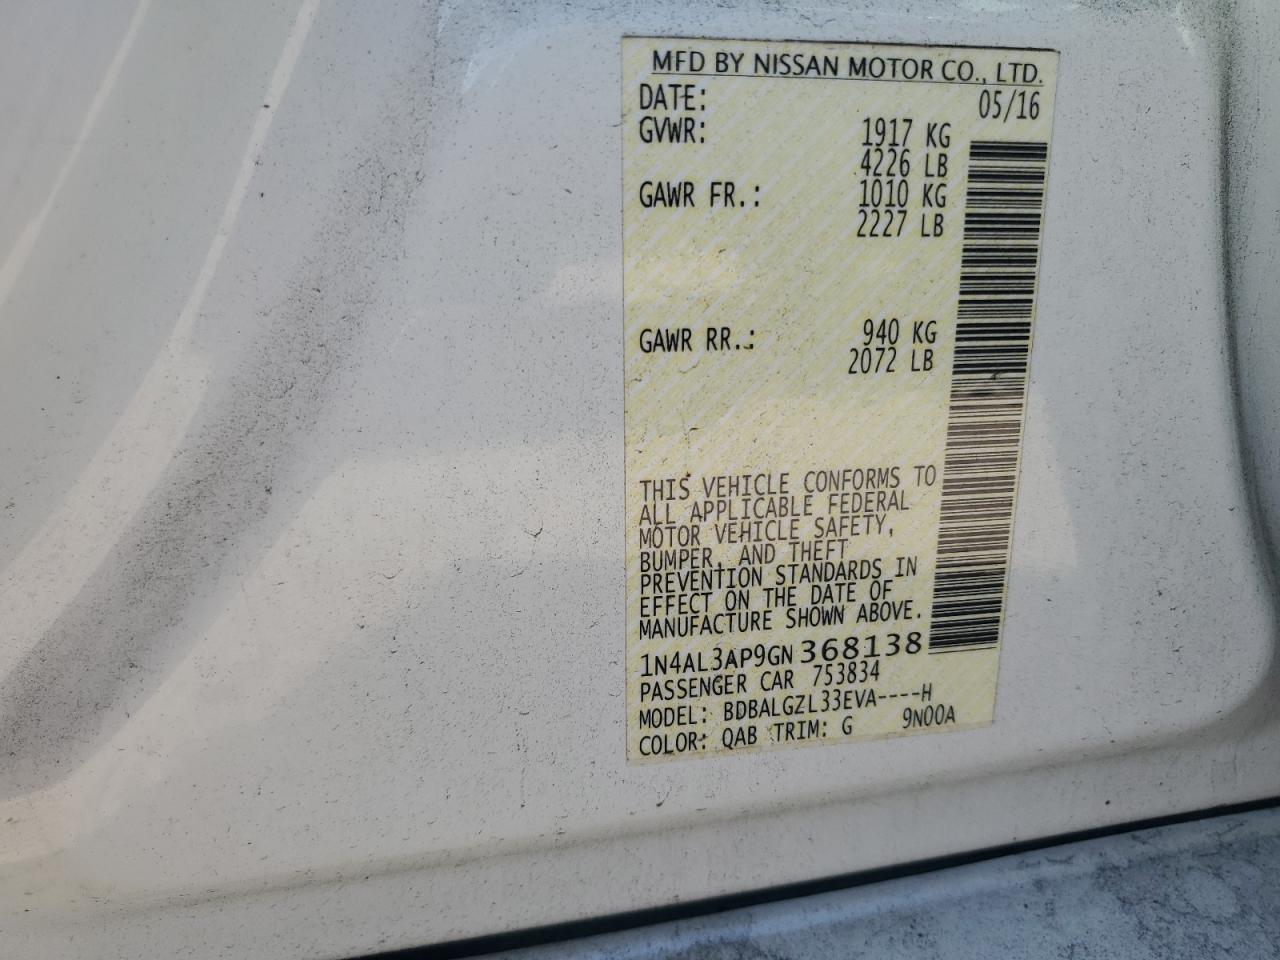 MFD BY NISSAN MOTOR CO., LTD.
DATE: 05/16
GVWR: 1917 KG
4226 LB
GAWR FR.: 1010 KG
2227 LB
GAWR RR.: 940 KG
2072 LB
THIS VEHICLE CONFORMS TO
ALL APPLICABLE FEDERAL
MOTOR VEHICLE SAFETY,
BUMPER, AND THEFT
PREVENTION STANDARDS IN
EFFECT ON THE DATE OF
MANUFACTURE SHOWN ABOVE.
1N4AL3AP9GN368138
PASSENGER CAR 753834
MODEL: BDBALGZL33EVA----H
COLOR: QAB TRIM: G 9N00A